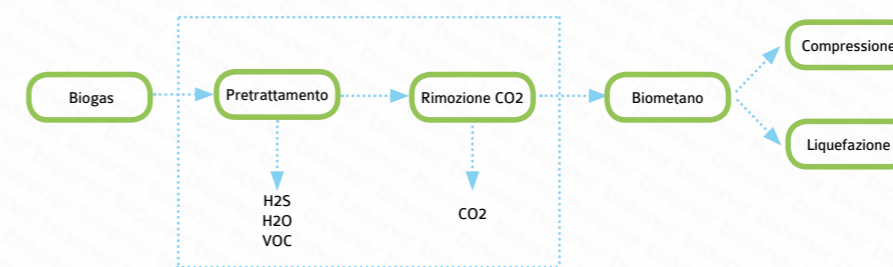 Biogas
Pretrattamento
Rimozione CO2
Biometano
Compressione
Liquefazione
H2S
H2O
VOC
CO2